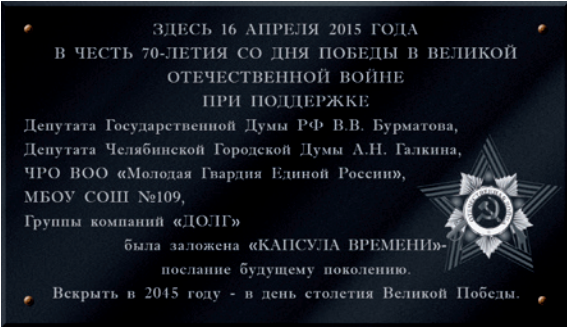 ЗДЕСЬ 16 АПРЕЛЯ 2015 ГОДА
В ЧЕСТЬ 70-ЛЕТИЯ СО ДНЯ ПОБЕДЫ В ВЕЛИКОЙ
ОТЕЧЕСТВЕННОЙ ВОЙНЕ
ПРИ ПОДДЕРЖКЕ
Депутата Государственной Думы РФ В.В. Бурматова,
Депутата Челябинской Городской Думы А.Н. Галкина,
ЧРО ВОО «Молодая Гвардия Единой России»,
МБОУ СОШ №109,
Группы компаний «ДОЛГ»
была заложена «КАПСУЛА ВРЕМЕНИ»-
послание будущему поколению.
Вскрыть в 2045 году - в день столетия Великой Победы.